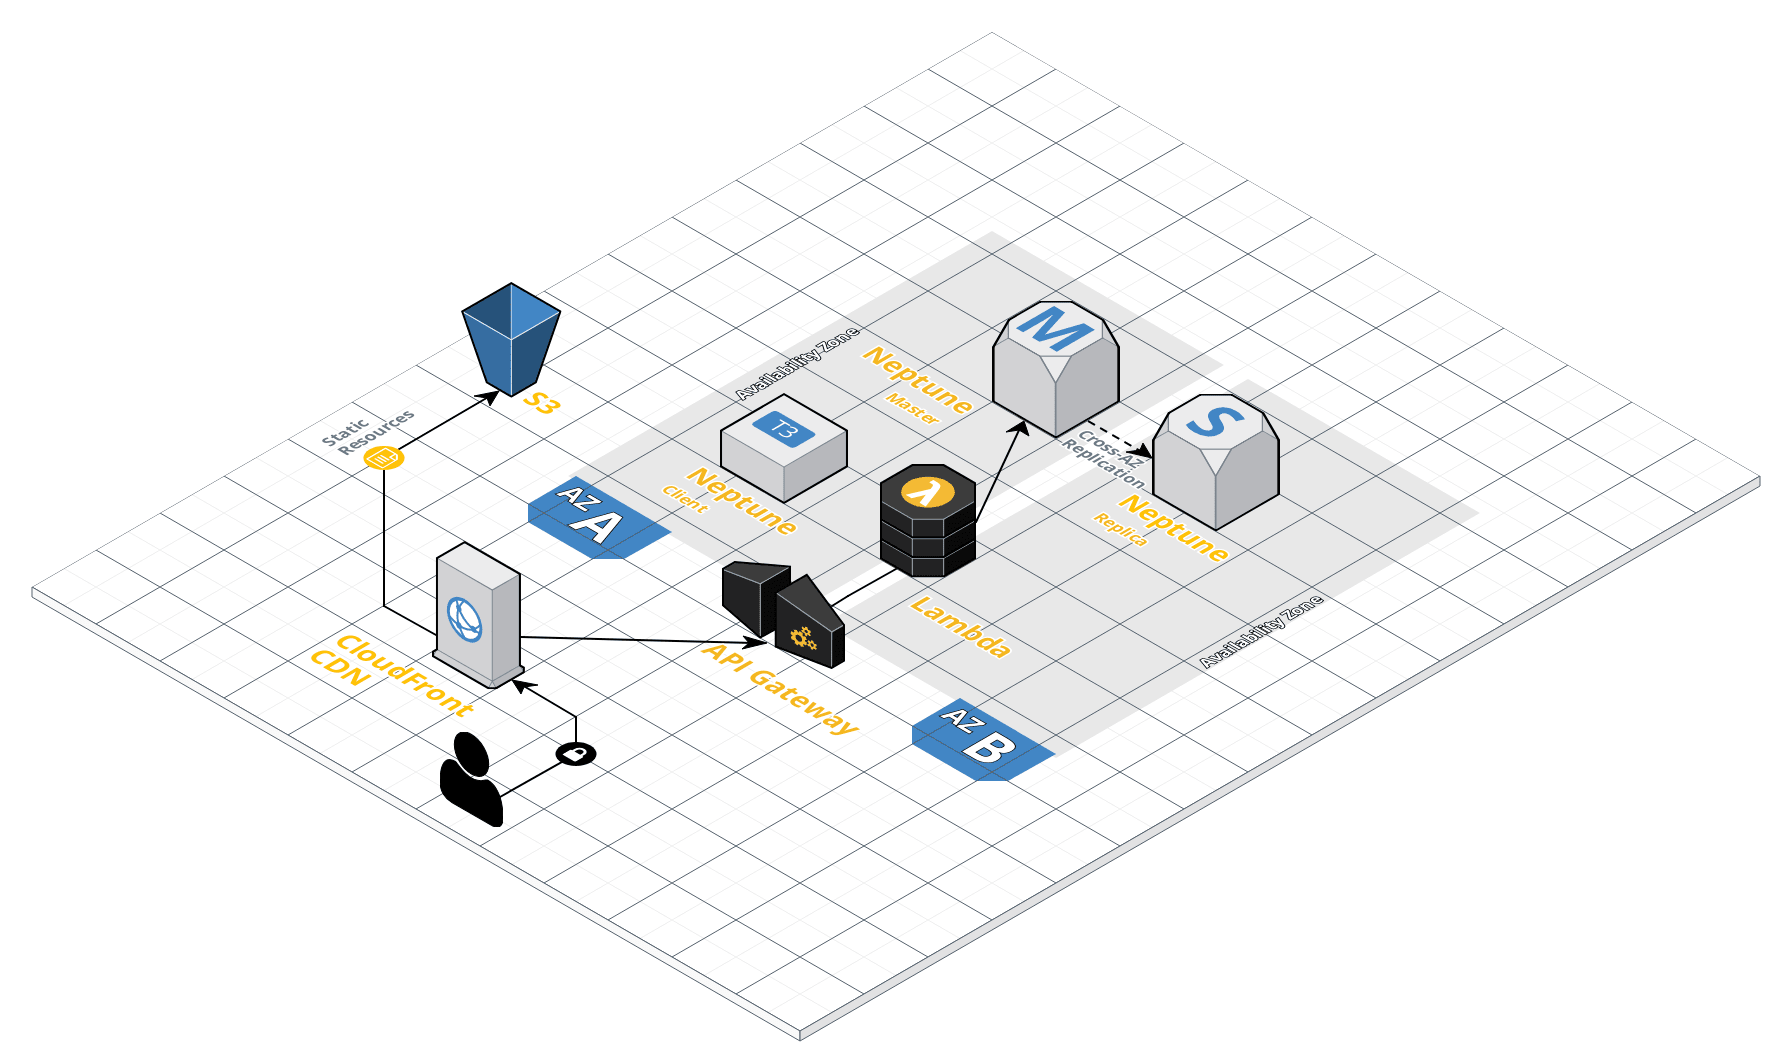 S3
Static
Resources
Availability Zone
Neptune
Master
M
T3
Neptune
Client
AZ
A
Cross-AZ
Replication
S
Neptune
Replica
λ
Lambda
API Gateway
CloudFront
CDN
Availability Zone
AZ
B